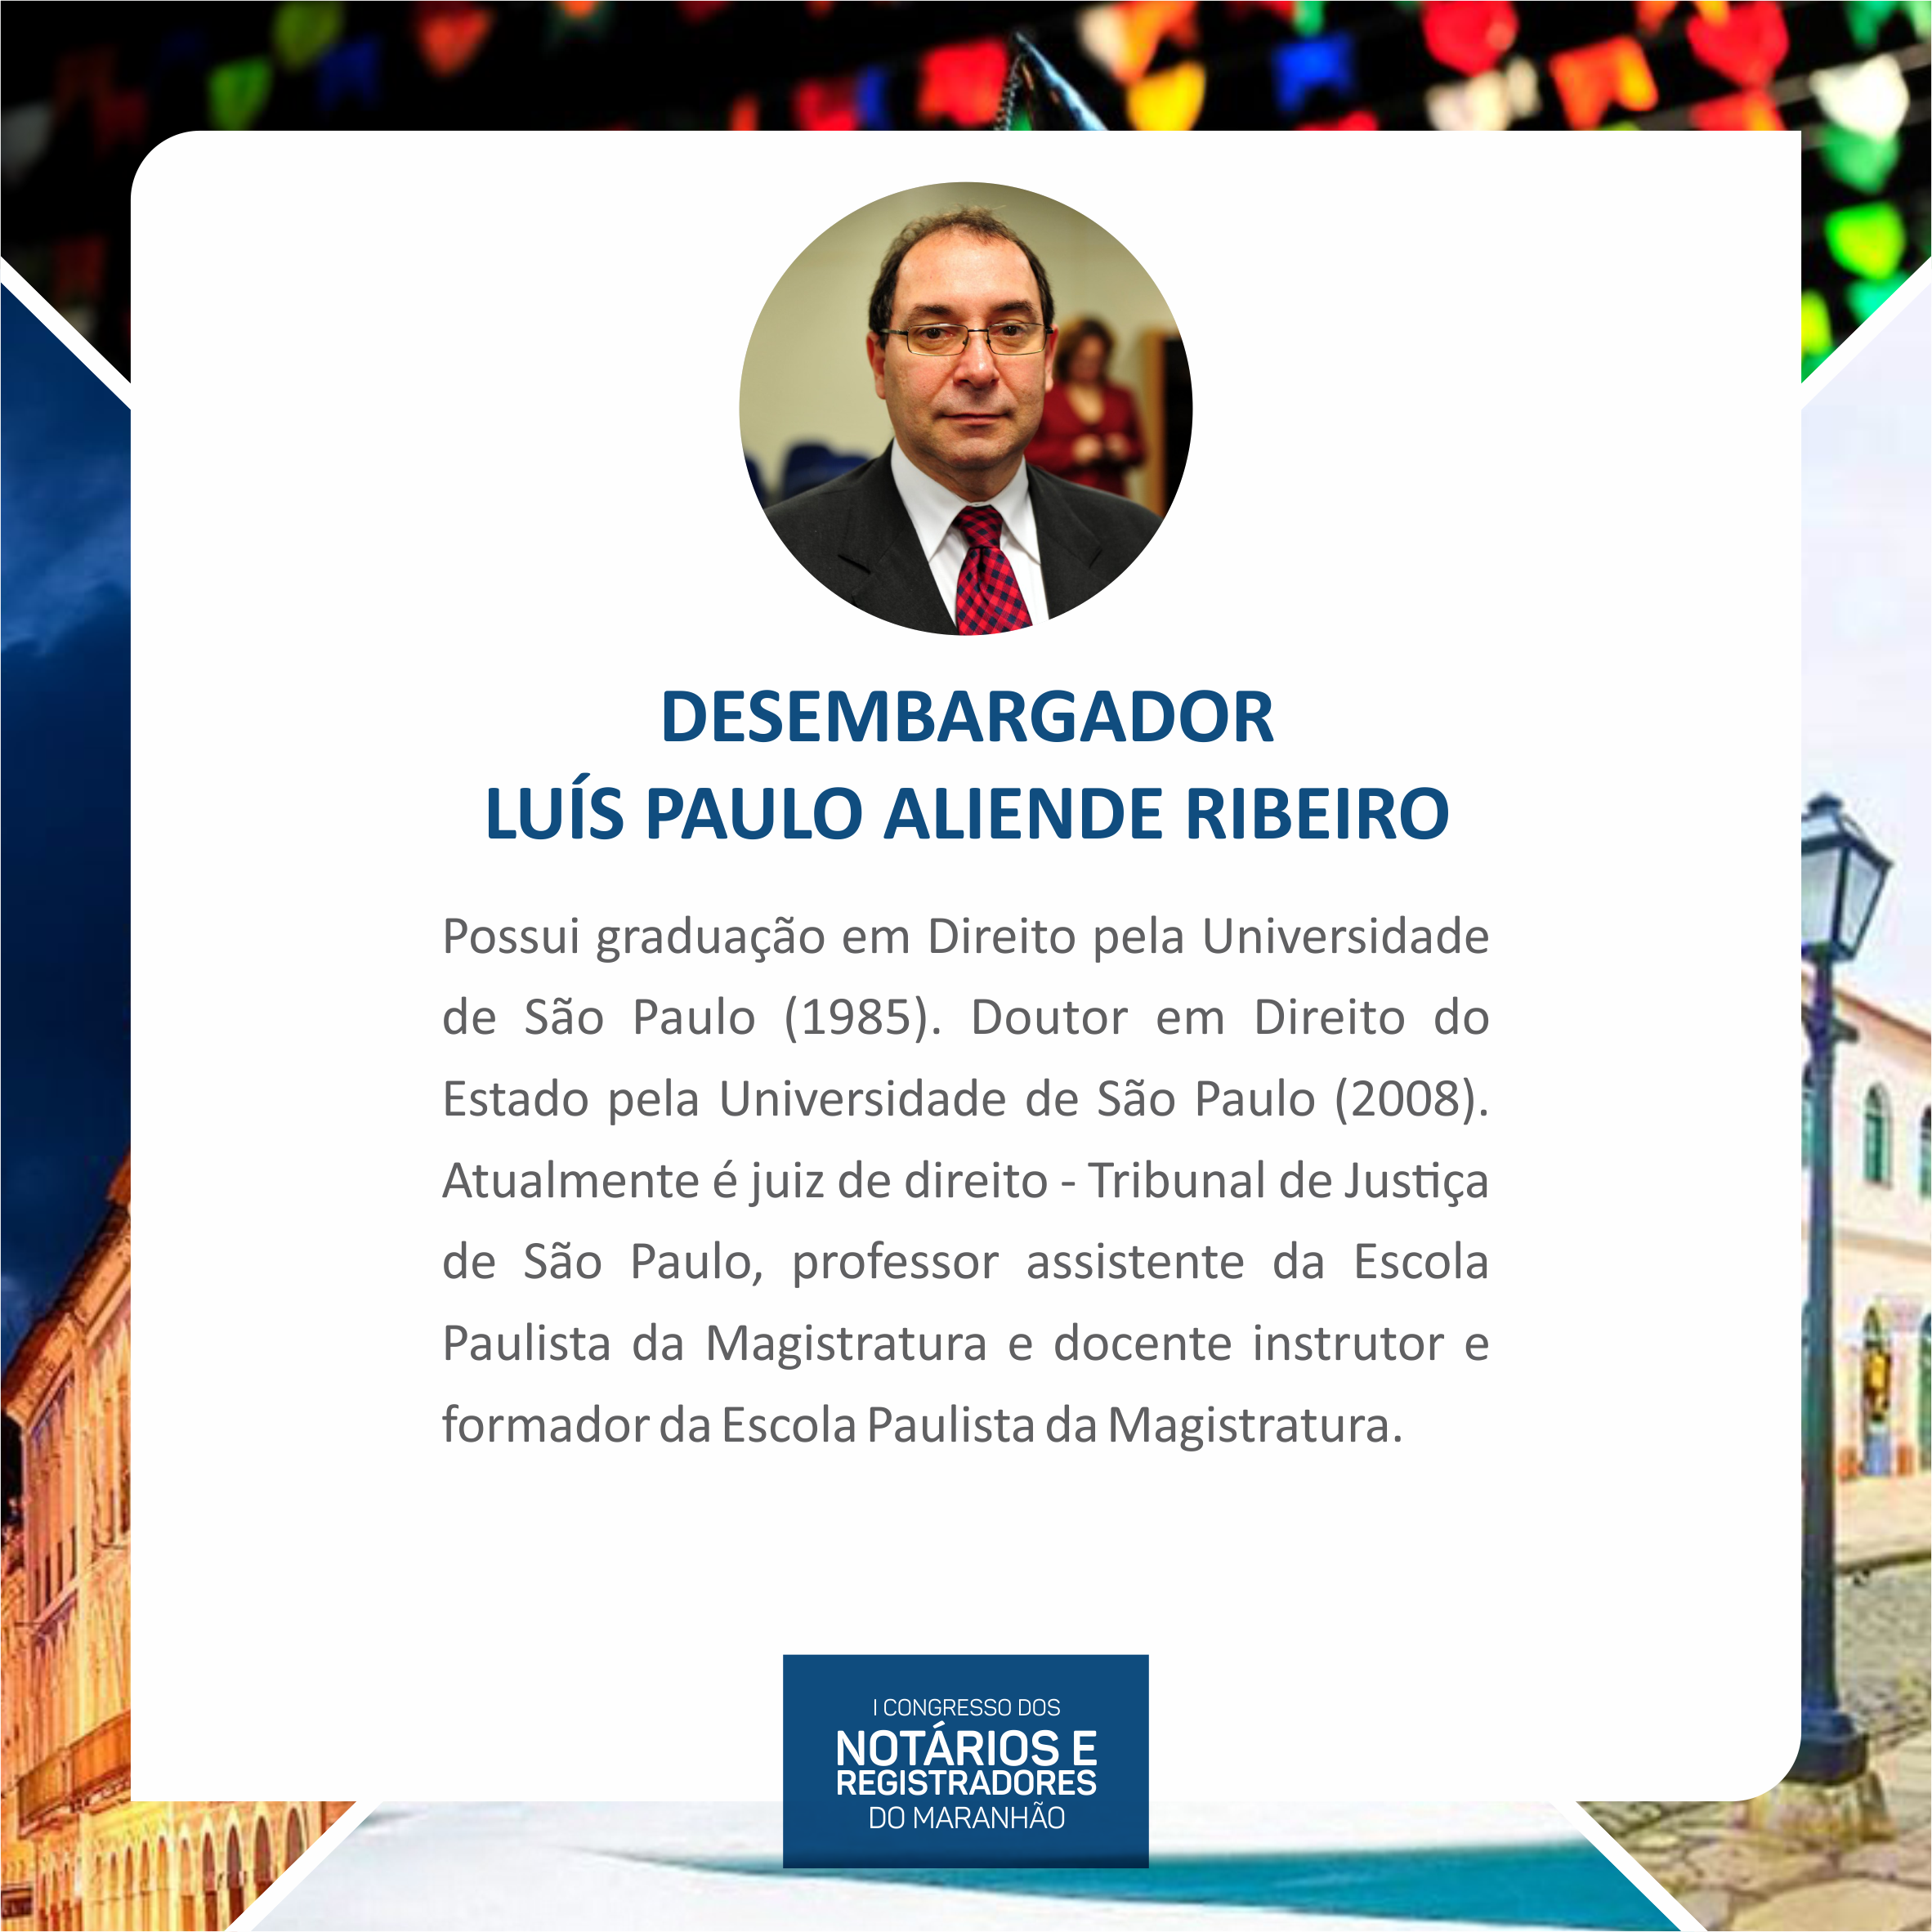 DESEMBARGADOR
LUÍS PAULO ALIENDE RIBEIRO
Possui graduação em Direito pela Universidade
de São Paulo (1985). Doutor em Direito do
Estado pela Universidade de São Paulo (2008).
Atualmente é juiz de direito - Tribunal de Justiça
de São Paulo, professor assistente da Escola
Paulista da Magistratura e docente instrutor e
formador da Escola Paulista da Magistratura.
I CONGRESSO DOS
NOTÁRIOS E
REGISTRADORES
DO MARANHÃO